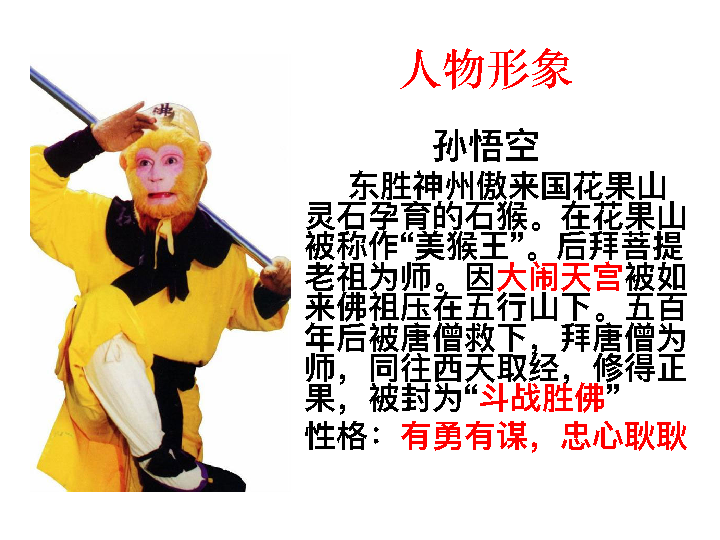 人物形象
孙悟空
东胜神州傲来国花果山
灵石孕育的石猴。在花果山
被称作“美猴王”。后拜菩提
老祖为师。因大闹天宫被如
来佛祖压在五行山下。五百
年后被唐僧救下，拜唐僧为
师，同往西天取经，修得正
果，被封为“斗战胜佛”
性格：有勇有谋，忠心耿耿
佛